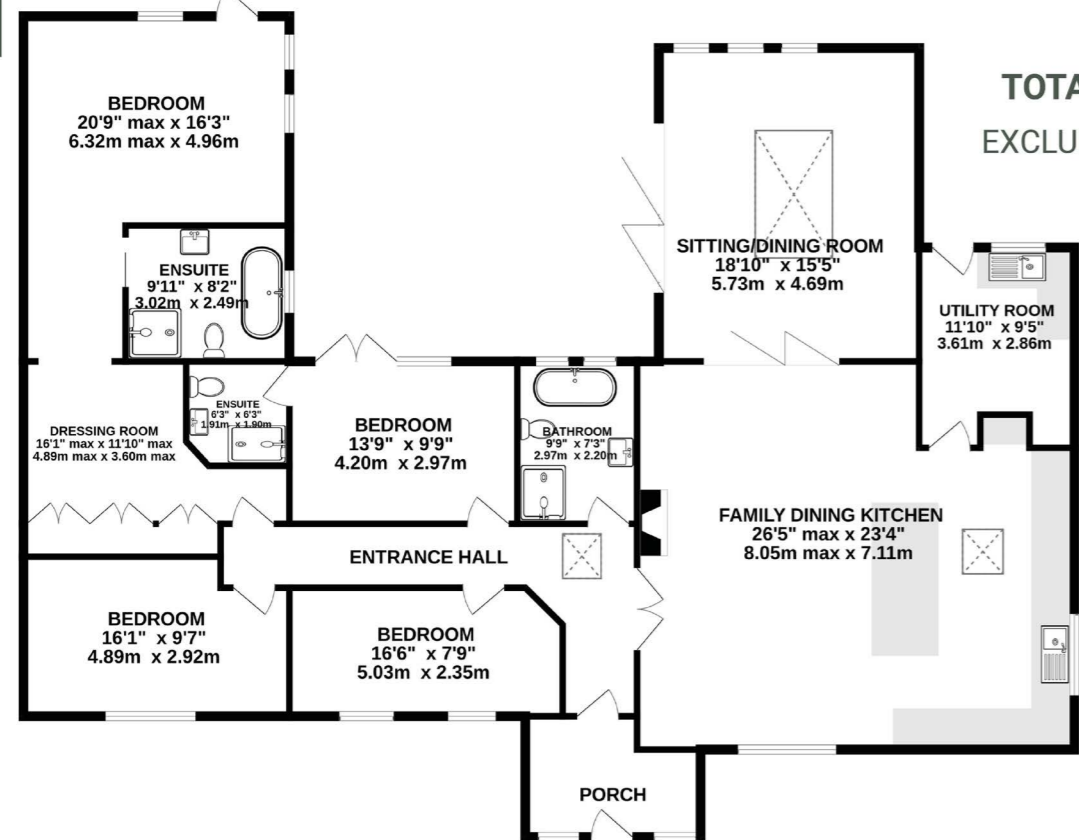 BEDROOM
20'9" max x 16'3"
6.32m max x 4.96m
TOTA
EXCLU
SITTING/DINING ROOM
18'10" x 15'5"
5.73m x 4.69m
ENSUITE
9'11" x 8'2"
3.02m x 2.49m
UTILITY ROOM
11'10" x 9'5"
3.61m x 2.86m
ENSUITE
6'3" x 6'3"
1.91m x 1.90m
DRESSING ROOM
16'1" max x 11'10" max
4.89m max x 3.60m max
BEDROOM
13'9" x 9'9"
4.20m x 2.97m
BATHROOM
9'9" x 7'3"
2.97m x 2.20m
FAMILY DINING KITCHEN
26'5" max x 23'4"
8.05m max x 7.11m
ENTRANCE HALL
BEDROOM
16'1" x 9'7"
4.89m x 2.92m
BEDROOM
16'6" x 7'9"
5.03m x 2.35m
PORCH